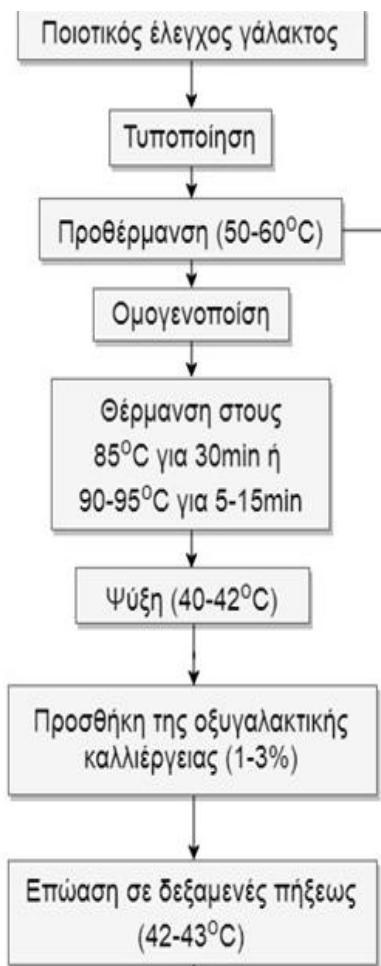 Ποιοτικός έλεγχος γάλακτος
Τυποποίηση
Προθέρμανση (50-60°C)
Ομογενοποίση
Θέρμανση στους
85°C για 30min ή
90-95°C για 5-15min
Ψύξη (40-42°C)
Προσθήκη της οξυγαλακτικής
καλλιέργειας (1-3%)
Επώαση σε δεξαμενές πήξεως
(42-43°C)